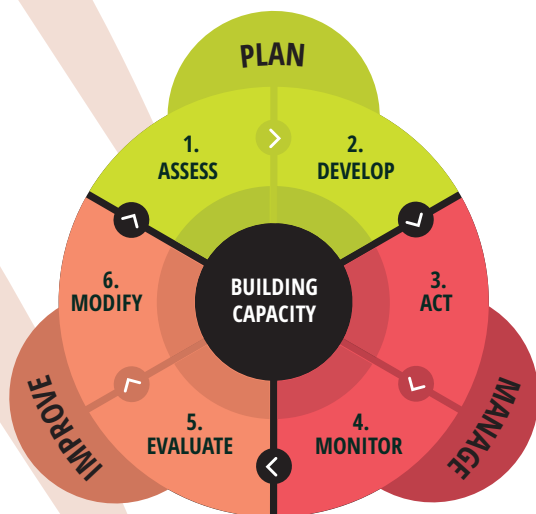 PLAN
1.
ASSESS
2.
DEVELOP
3.
ACT
4.
MONITOR
5.
EVALUATE
6.
MODIFY
BUILDING
CAPACITY
MANAGE
IMPROVE